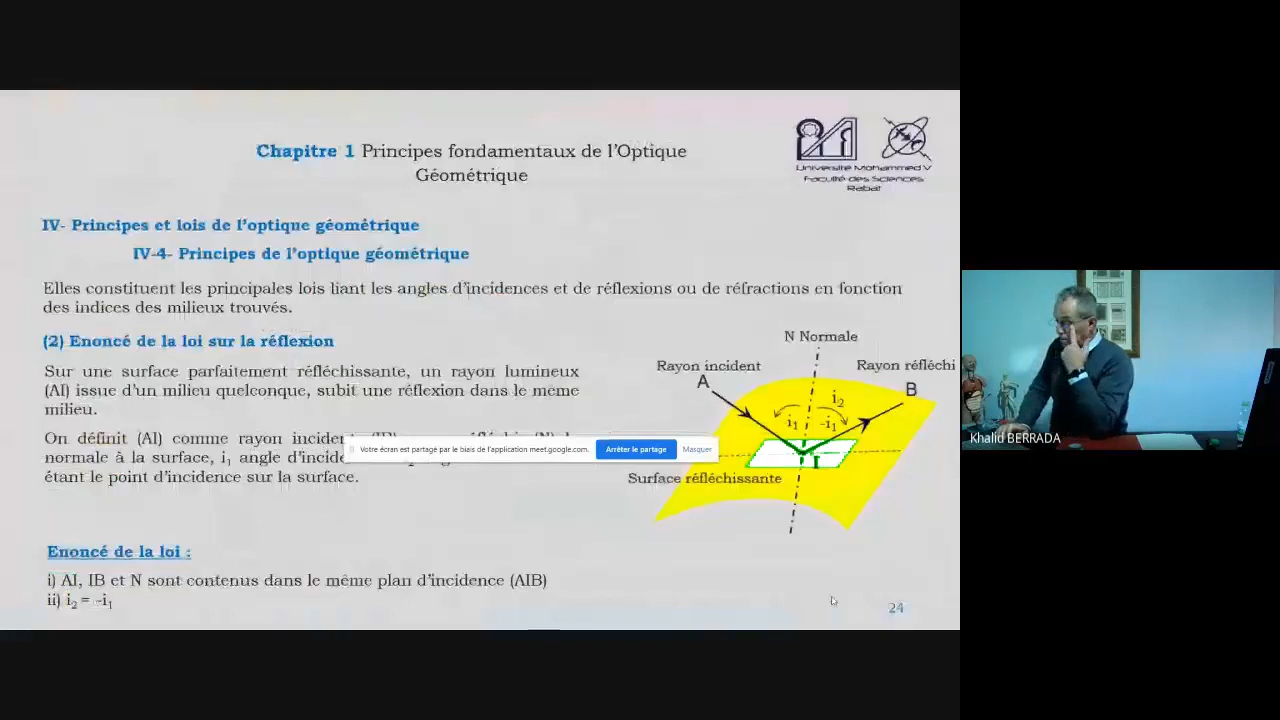 Chapitre 1 Principes fondamentaux de l'Optique
Géométrique
Université Mohammed V
Faculté des Sciences
Rabat
IV- Principes et lois de l'optique géométrique
IV-4- Principes de l'optique géométrique
Elles constituent les principales lois liant les angles d'incidences et de réflexions ou de réfractions en fonction
des indices des milieux trouvés.
(2) Enoncé de la loi sur la réflexion
Sur une surface parfaitement réfléchissante, un rayon lumineux
(AI) issue d'un milieu quelconque, subit une réflexion dans le même
milieu.
On définit (AI) comme rayon incident
normale à la surface, i₁ angle
étant le point d'incidence sur la surface.
Votre écran est partagé par le biais de l'application meet.google.com.
Arrêter le partage
Masquer
N Normale
Rayon incident
Rayon réfléchi
A
B
i₂
i₁
-i₁
I
Surface réfléchissante
Enoncé de la loi :
i) AI, IB et N sont contenus dans le même plan d'incidence (AIB)
ii) i₂ = -i₁
24
Khalid BERRADA